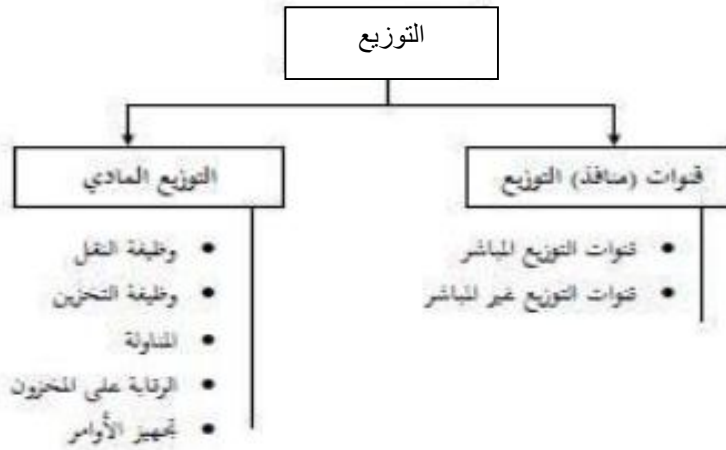 التوزيع
قنوات (منافذ) التوزيع
قنوات التوزيع المباشر
قنوات التوزيع غير المباشر
التوزيع المادي
وظيفة النقل
وظيفة التخزين
المناولة
الرقابة على المخزون
تجهيز الأوامر